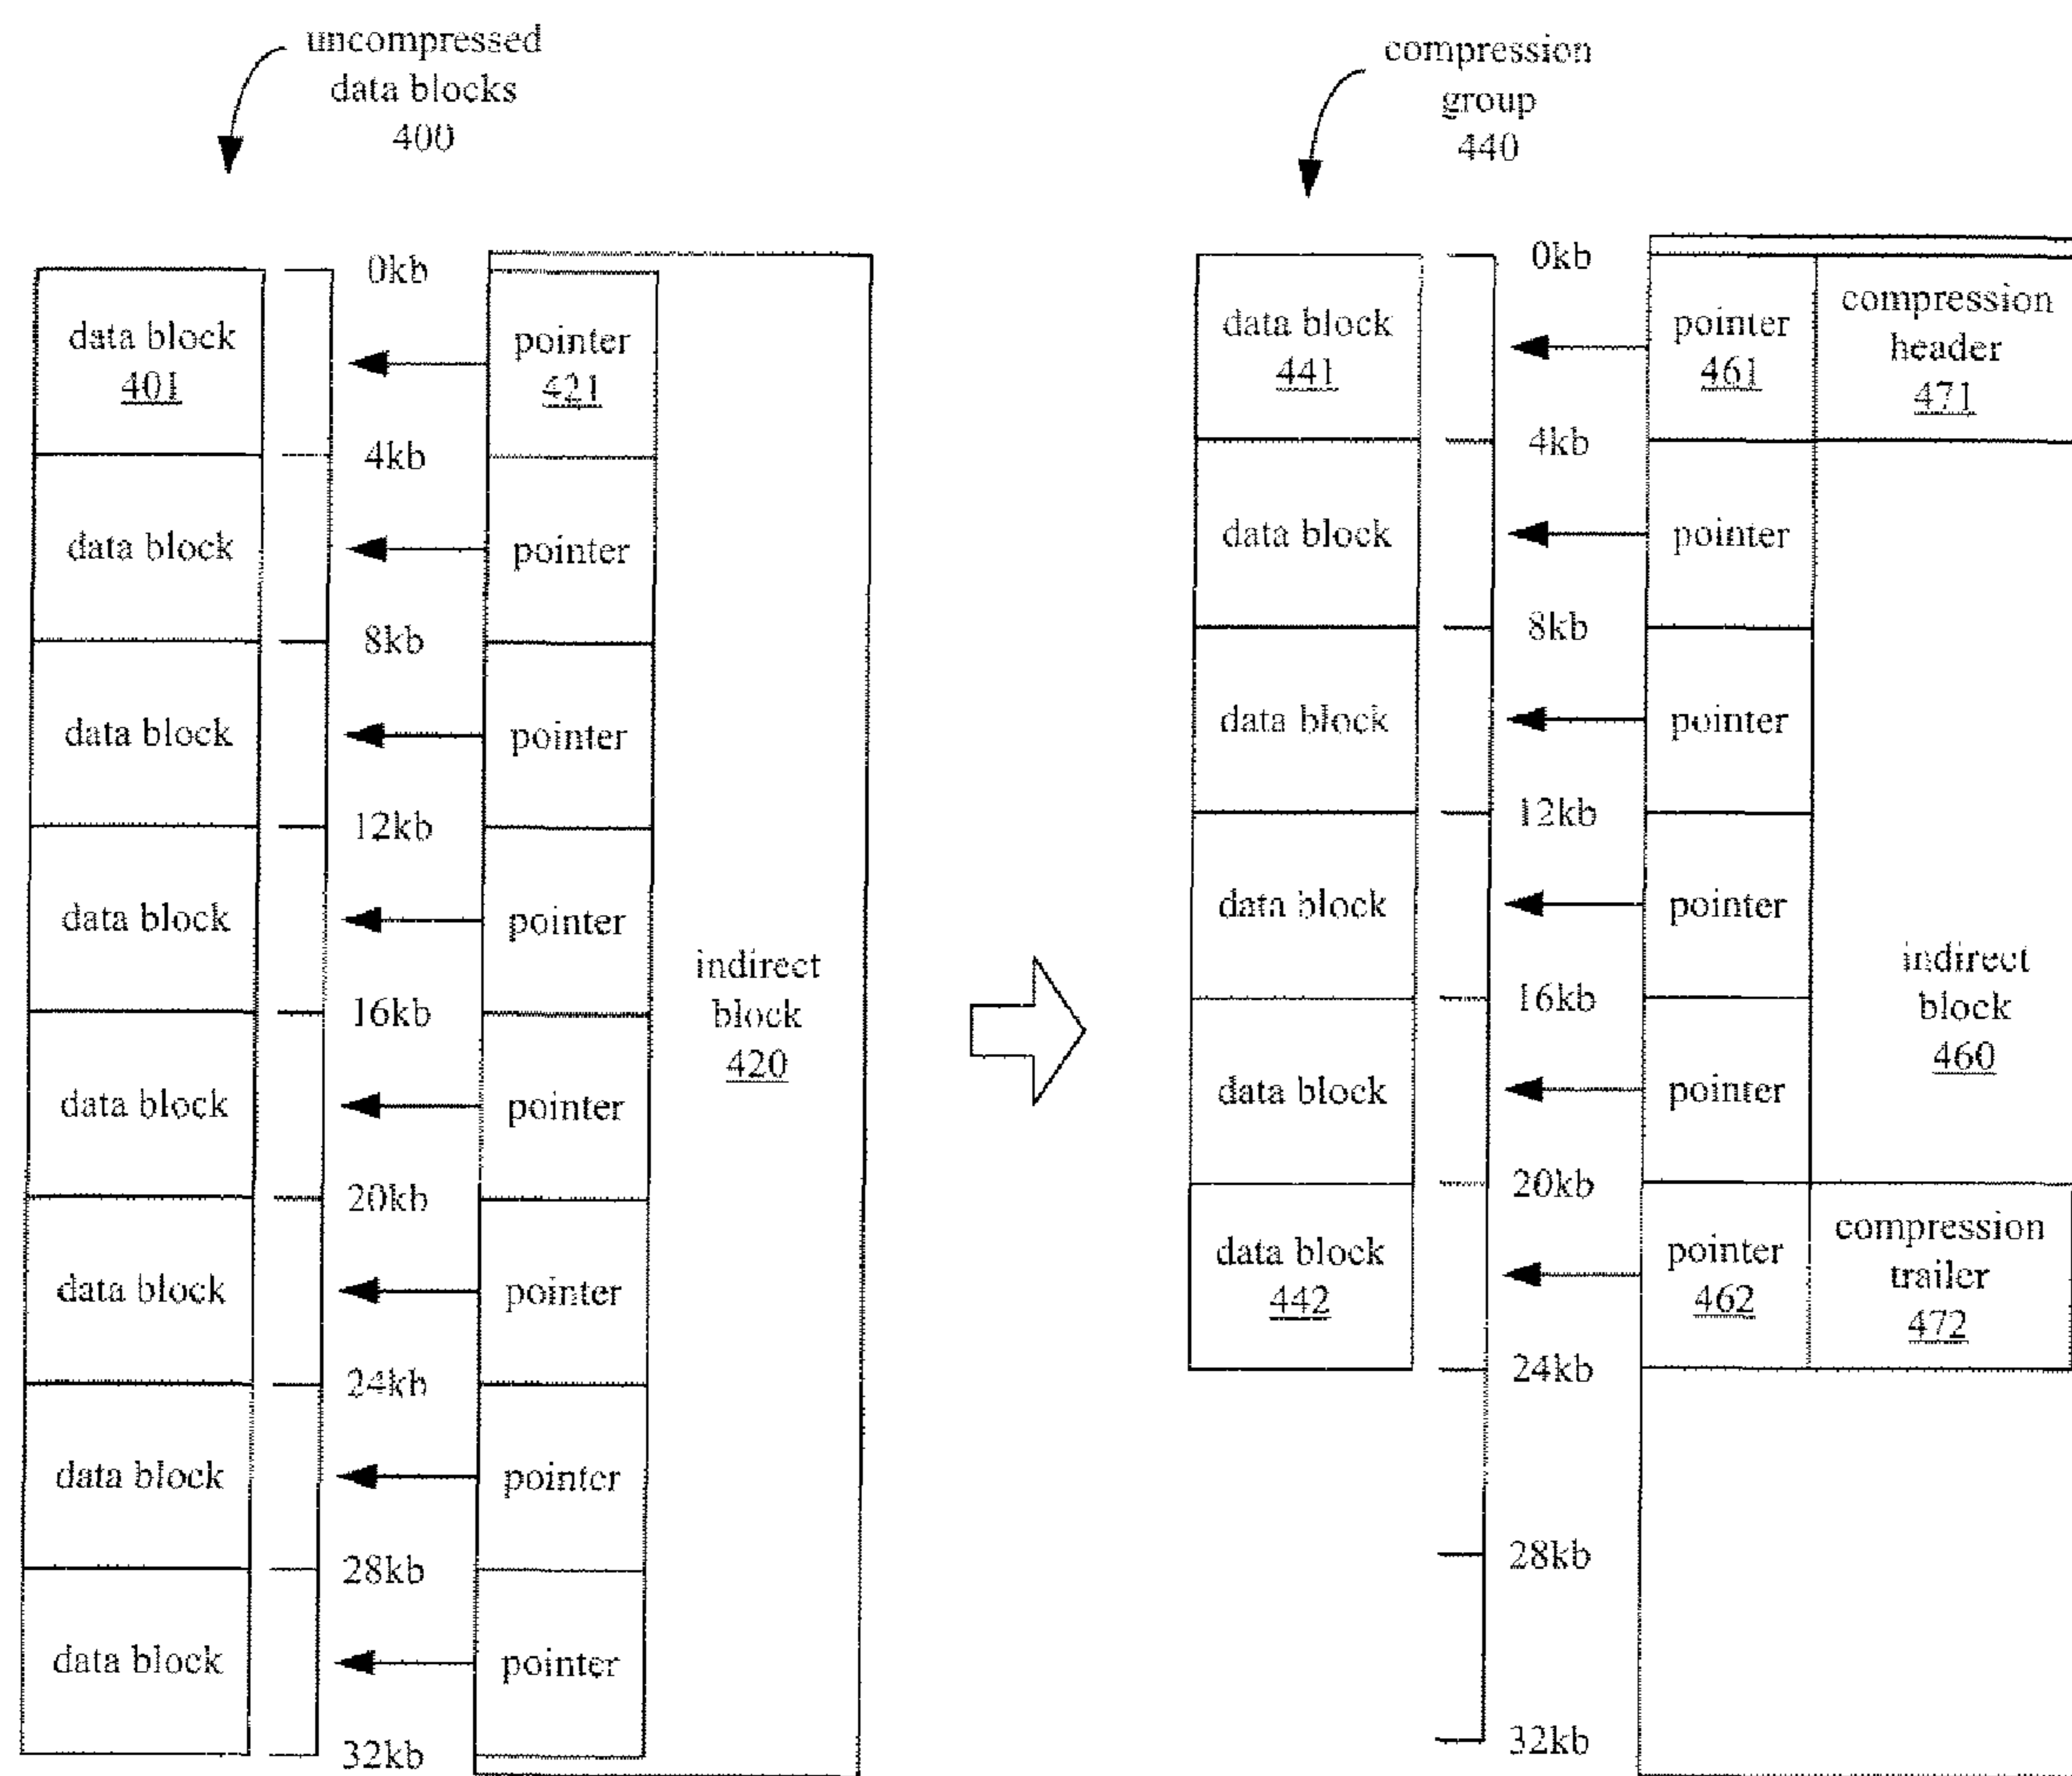 uncompressed
data blocks
400
0kb
data block
401
pointer
421
4kb
data block
pointer
8kb
data block
pointer
12kb
data block
pointer
indirect
block
420
16kb
data block
pointer
20kb
data block
pointer
24kb
data block
pointer
28kb
data block
pointer
32kb
compression
group
440
0kb
data block
441
pointer
461
compression
header
471
4kb
data block
pointer
8kb
data block
pointer
12kb
data block
pointer
indirect
block
460
16kb
data block
pointer
20kb
data block
442
pointer
462
compression
trailer
472
24kb
28kb
32kb